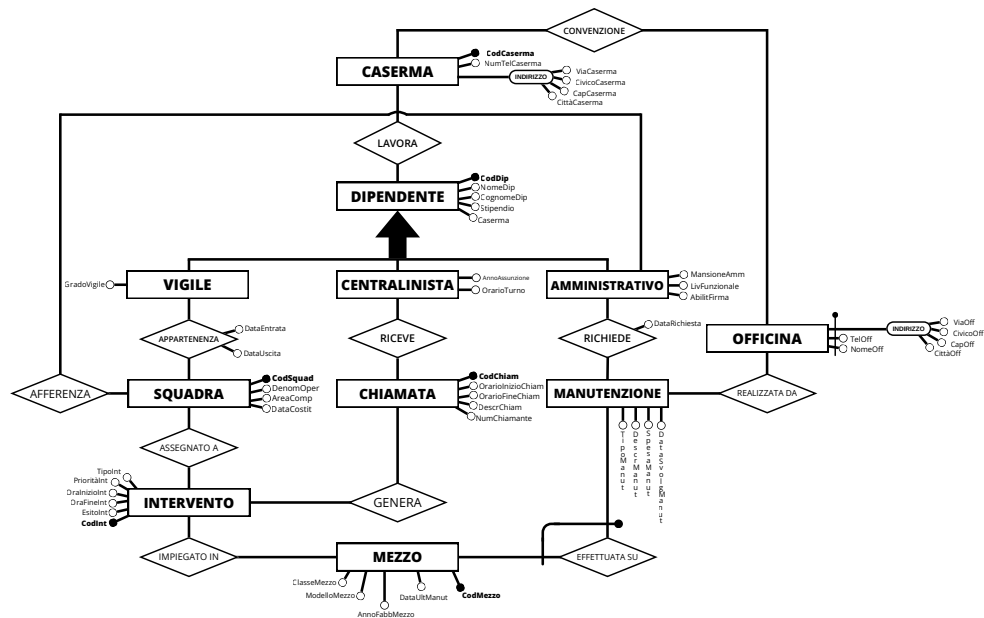 CONVENZIONE
CodCaserma
NumTelCaserma
CASERMA
INDIRIZZO
ViaCaserma
CivicoCaserma
CapCaserma
CittàCaserma
LAVORA
CodDip
NomeDip
CognomeDip
Stipendio
Caserma
DIPENDENTE
GradoVigile
VIGILE
CENTRALINISTA
AnnoAssunzione
OrarioTurno
AMMINISTRATIVO
MansioneAmm
LivFunzionale
AbilitFirma
DataEntrata
APPARTENENZA
DataUscita
RICEVE
DataRichiesta
RICHIEDE
OFFICINA
TelOff
NomeOff
INDIRIZZO
ViaOff
CivicoOff
CapOff
CittàOff
AFFERENZA
SQUADRA
CodSquad
DenomOper
AreaComp
DataCostit
CHIAMATA
CodChiam
OrarioInizioChiam
OrarioFineChiam
DescrChiam
NumChiamante
MANUTENZIONE
REALIZZATA DA
TipoManut
DescrManut
SpesaManut
DataSvolgManut
ASSEGNATO A
TipoInt
PrioritàInt
OraInizioInt
OraFineInt
EsitoInt
CodInt
INTERVENTO
GENERA
IMPIEGATO IN
MEZZO
EFFETTUATA SU
ClasseMezzo
ModelloMezzo
AnnoFabbMezzo
DataUltManut
CodMezzo